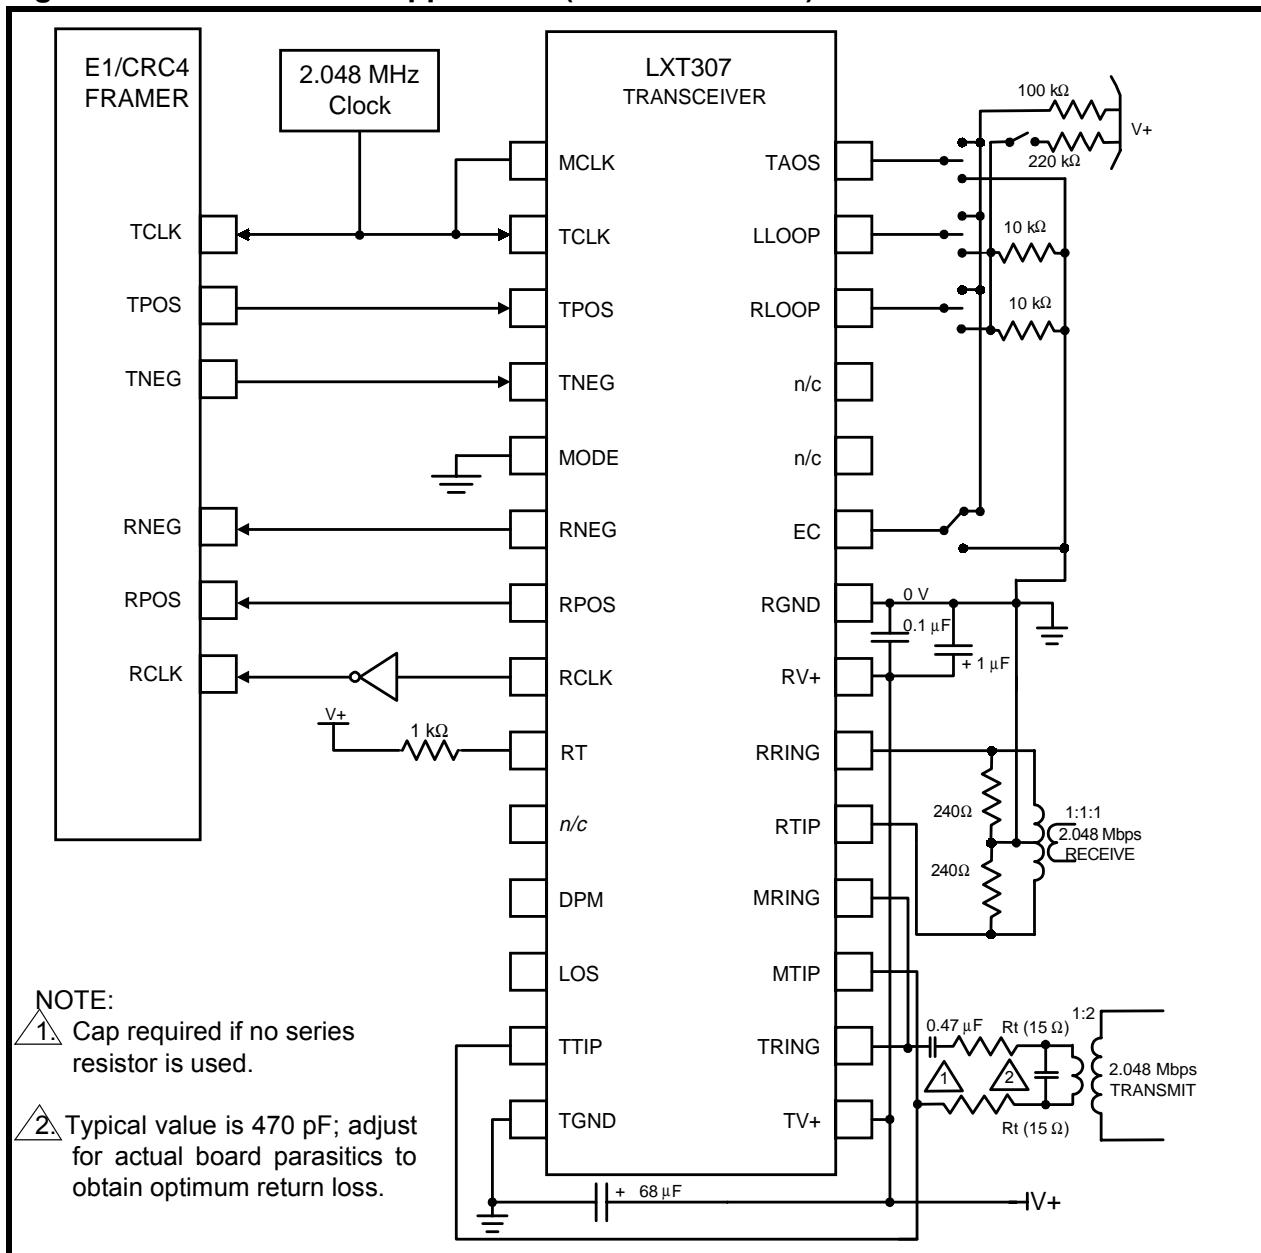 E1/CRC4
FRAMER
2.048 MHz
Clock
LXT307
TRANSCEIVER
100 kΩ
V+
220 kΩ
MCLK
TAOS
TCLK
TCLK
LLOOP
10 kΩ
TPOS
TPOS
RLOOP
10 kΩ
TNEG
TNEG
n/c
MODE
n/c
RNEG
RNEG
EC
RPOS
RPOS
RGND
0 V
0.1 µF
RCLK
RCLK
RV+
+ 1 µF
V+
1 kΩ
RT
RRING
n/c
RTIP
240Ω
1:1:1
2.048 Mbps
RECEIVE
240Ω
DPM
MRING
LOS
MTIP
NOTE:
1. Cap required if no series
resistor is used.
TTIP
TRING
0.47 µF
Rt (15 Ω)
1:2
1
2
2.048 Mbps
TRANSMIT
2. Typical value is 470 pF; adjust
for actual board parasitics to
obtain optimum return loss.
TGND
TV+
Rt (15 Ω)
+ 68 µF
V+